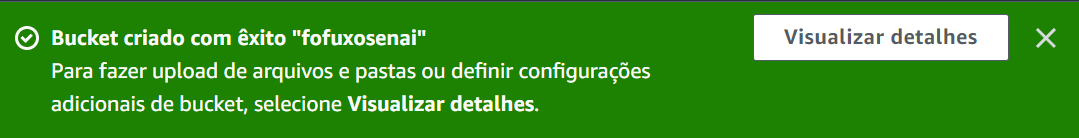 Bucket criado com êxito "fofuxosenai"
Visualizar detalhes
Para fazer upload de arquivos e pastas ou definir configurações
adicionais de bucket, selecione Visualizar detalhes.